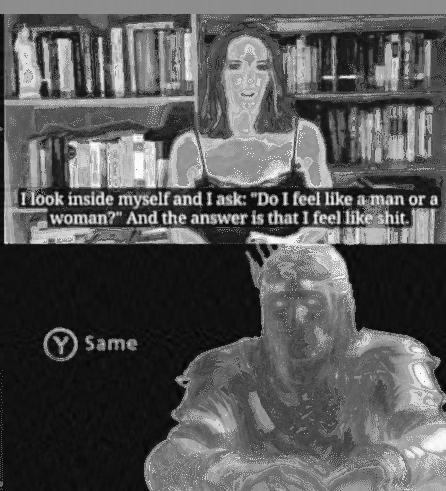 I look inside myself and I ask: "Do I feel like a man or a
woman?" And the answer is that I feel like shit.
Y Same